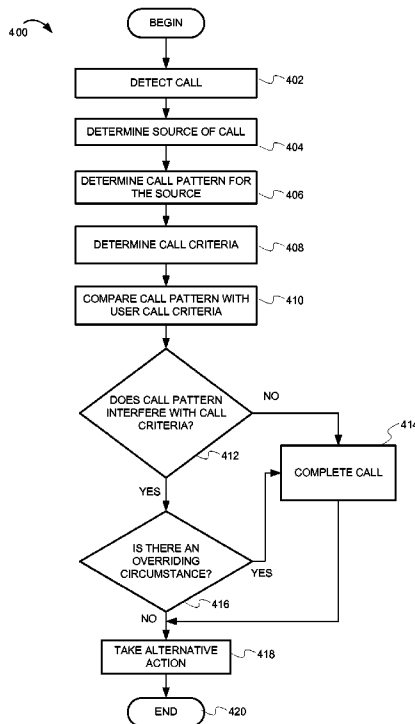 400
BEGIN
DETECT CALL
402
DETERMINE SOURCE OF CALL
404
DETERMINE CALL PATTERN FOR
THE SOURCE
406
DETERMINE CALL CRITERIA
408
COMPARE CALL PATTERN WITH
USER CALL CRITERIA
410
DOES CALL PATTERN
INTERFERE WITH CALL
CRITERIA?
412
NO
414
COMPLETE CALL
YES
IS THERE AN
OVERRIDING
CIRCUMSTANCE?
416
YES
NO
TAKE ALTERNATIVE
ACTION
418
END
420